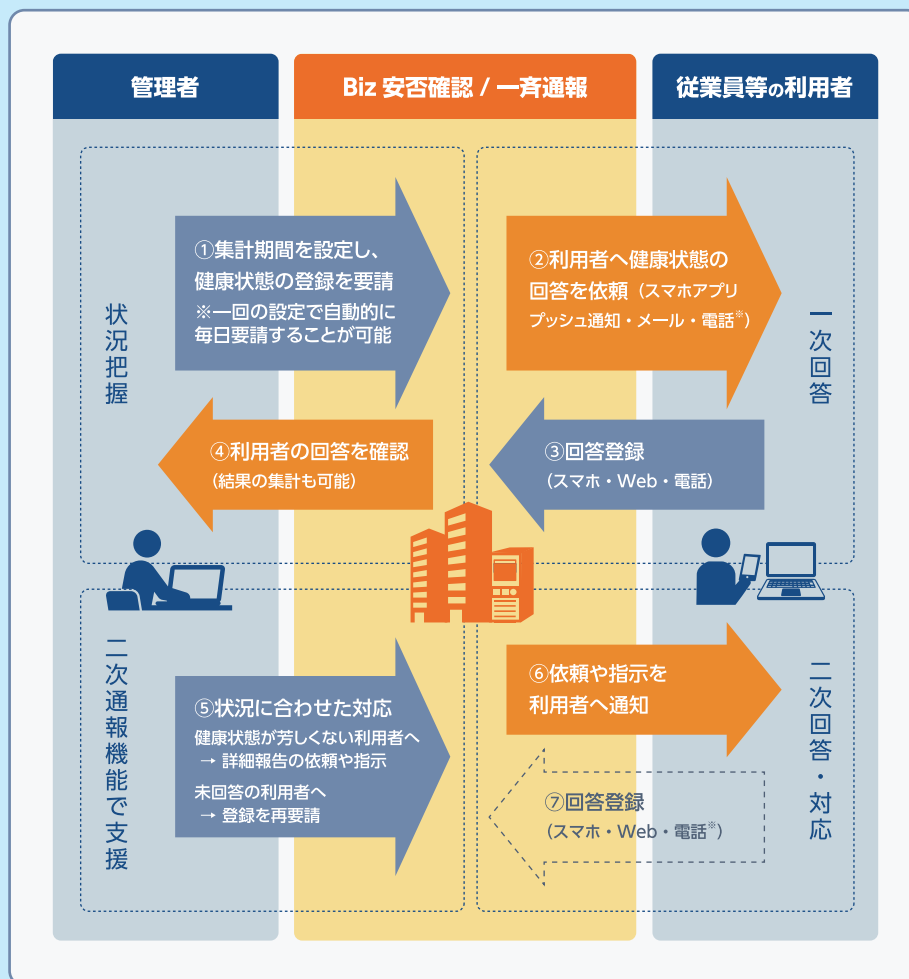 管理者
Biz 安否確認 / 一斉通報
従業員等の利用者
状況把握
①集計期間を設定し、
健康状態の登録を要請
※一回の設定で自動的に
毎日要請することが可能
②利用者へ健康状態の
回答を依頼（スマホアプリ
プッシュ通知・メール・電話※）
一次回答
④利用者の回答を確認
（結果の集計も可能）
③回答登録
（スマホ・Web・電話）
二次通報機能で支援
⑤状況に合わせた対応
健康状態が芳しくない利用者へ
→ 詳細報告の依頼や指示
未回答の利用者へ
→ 登録を再要請
⑥依頼や指示を
利用者へ通知
⑦回答登録
（スマホ・Web・電話※）
二次回答・対応